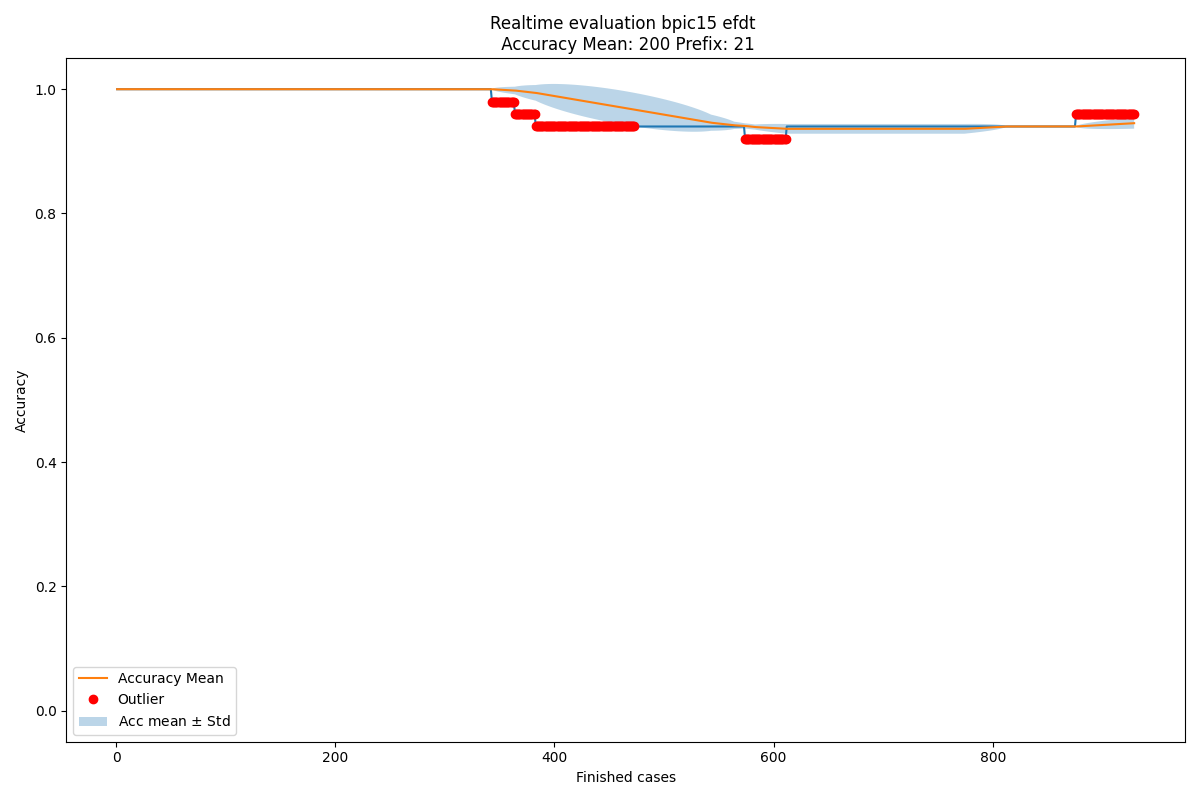 Realtime evaluation bpic15 efdt
Accuracy Mean: 200 Prefix: 21
Accuracy
1.0
0.8
0.6
0.4
0.2
0.0
Accuracy Mean
Outlier
Acc mean ± Std
0
200
400
600
800
Finished cases